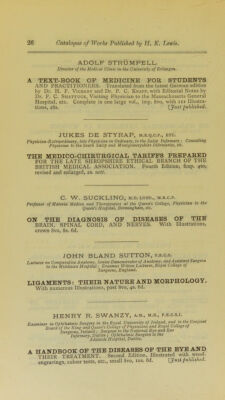 26 Catalogue of Works Published by H. K. Lewis.
ADOLF STRÜMPELL.
Director of the Medical Clinic in the University of Erlangen.
A TEXT-BOOK OF MEDICINE FOR STUDENTS
AND PRACTITIONERS. Translated from the latest German edition
by Dr. H. F. VICKERY and Dr. P. C. KNAPP, with Editorial Notes by
Dr. F. C. SHATTUCK, Visiting Physician to the Massachusetts General
Hospital, etc. Complete in one large vol., imp. 8vo, with 111 Illustra-
tions, 28s. [Just published.
JUKES DE STYRAP, M.K.Q.C.P., ETC.
Physician-Extraordinary, late Physician in Ordinary, to the Salop Infirmary; Consulting
Physician to the South Salop and Montgomeryshire Infirmaries, etc.
THE MEDICO-CHIRURGICAL TARIFFS PREPARED
FOR THE LATE SHROPSHIRE ETHICAL BRANCH OF THE
BRITISH MEDICAL ASSOCIATION. Fourth Edition, fcap. 4to,
revised and enlarged, 2s. nett.
C. W. SUCKLING, M.D. LOND., M.R.C.P.
Professor of Materia Medica and Therapeutics at the Queen's College, Physician to the
Queen's Hospital, Birmingham, etc.
ON THE DIAGNOSIS OF DISEASES OF THE
BRAIN, SPINAL CORD, AND NERVES. With Illustrations,
crown 8vo, 8s. 6d.
JOHN BLAND SUTTON, F.R.C.S.
Lecturer on Comparative Anatomy, Senior Demonstrator of Anatomy, and Assistant Surgeon
to the Middlesex Hospital; Erasmus Wilson Lecturer, Royal College of
Surgeons, England.
LIGAMENTS: THEIR NATURE AND MORPHOLOGY.
With numerous Illustrations, post 8vo, 4s. 6d.
HENRY R. SWANZY, A.M., M.B., F.R.C.S.I.
Examiner in Ophthalmic Surgery in the Royal University of Ireland, and to the Conjoint
Board of the King and Queen's College of Physicians and Royal College of
Surgeons, Ireland; Surgeon to the National Eye and Ear
Infirmary, Dublin; Ophthalmic Surgeon to the
Adelaide Hospital, Dublin.
A HANDBOOK OF THE DISEASES OF THE EYE AND
THEIR TREATMENT. Second Edition, Illustrated with wood-
engravings, colour tests, etc., small 8vo, 10s. 6d. [Just published.